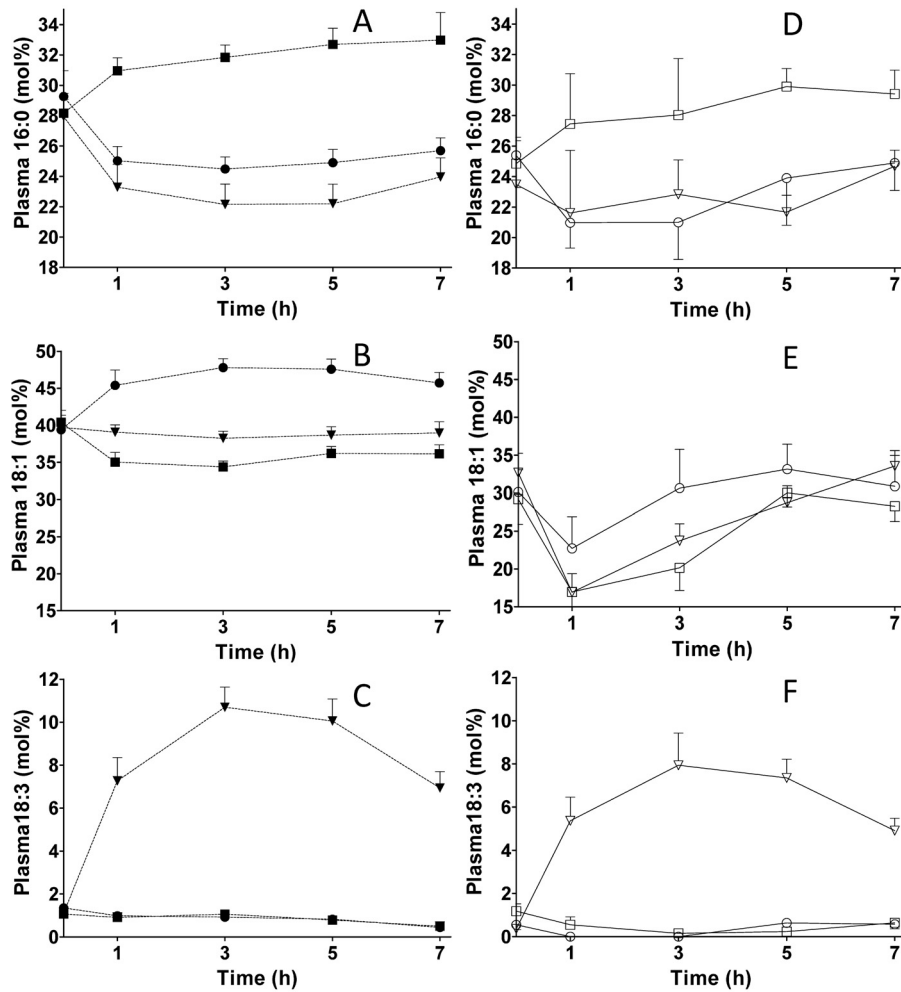 A
Plasma 16:0 (mol%)
34
32
30
28
26
24
22
20
18
1 3 5 7
Time (h)
D
Plasma 16:0 (mol%)
34
32
30
28
26
24
22
20
18
1 3 5 7
Time (h)
B
Plasma 18:1 (mol%)
50
45
40
35
30
25
20
15
1 3 5 7
Time (h)
E
Plasma 18:1 (mol%)
50
45
40
35
30
25
20
15
1 3 5 7
Time (h)
C
Plasma18:3 (mol%)
12
10
8
6
4
2
0
1 3 5 7
Time (h)
F
Plasma18:3 (mol%)
12
10
8
6
4
2
0
1 3 5 7
Time (h)